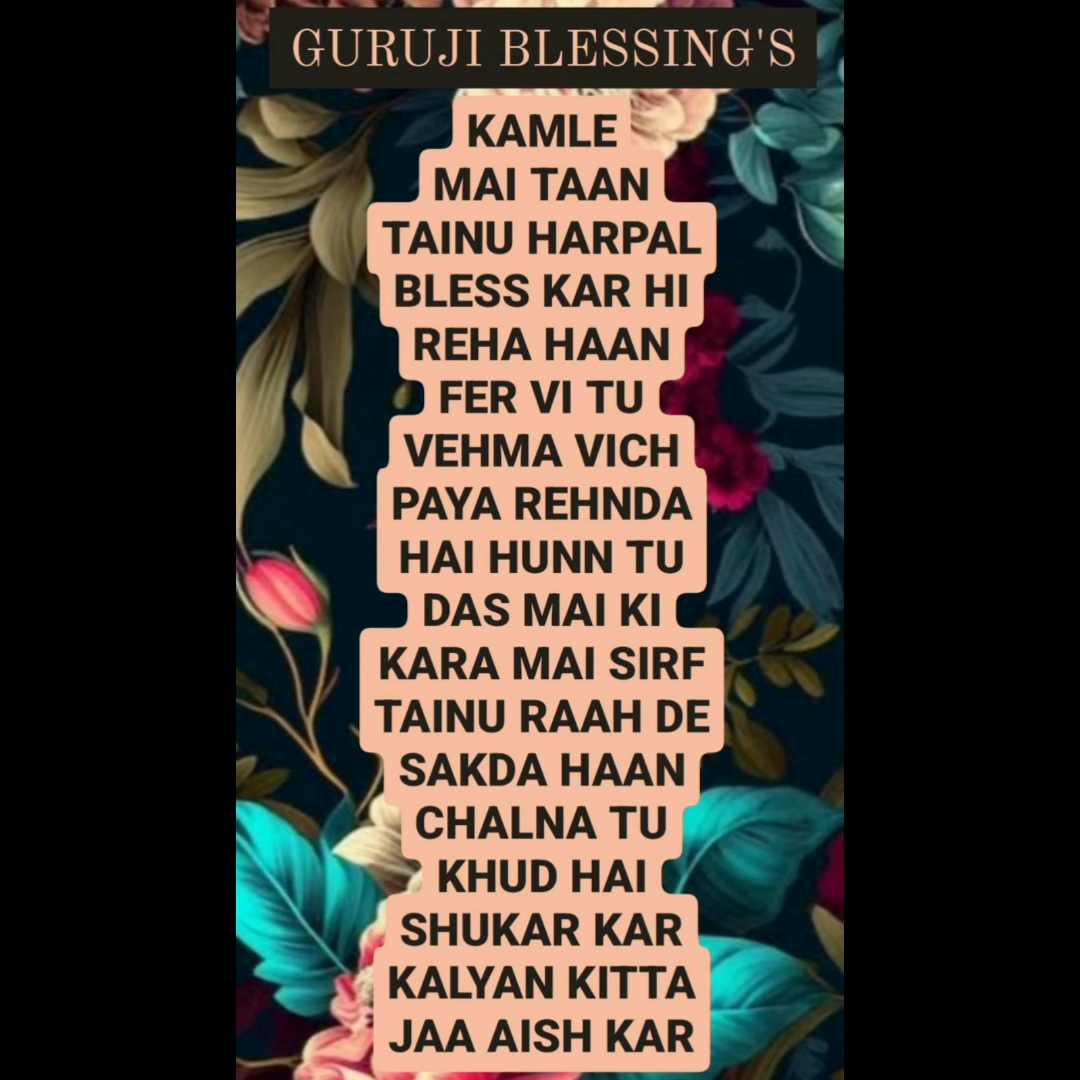 GURUJI BLESSING'S
KAMLE
MAI TAAN
TAINU HARPAL
BLESS KAR HI
REHA HAAN
FER VI TU
VEHMA VICH
PAYA REHNDA
HAI HUNN TU
DAS MAI KI
KARA MAI SIRF
TAINU RAAH DE
SAKDA HAAN
CHALNA TU
KHUD HAI
SHUKAR KAR
KALYAN KITTA
JAA AISH KAR